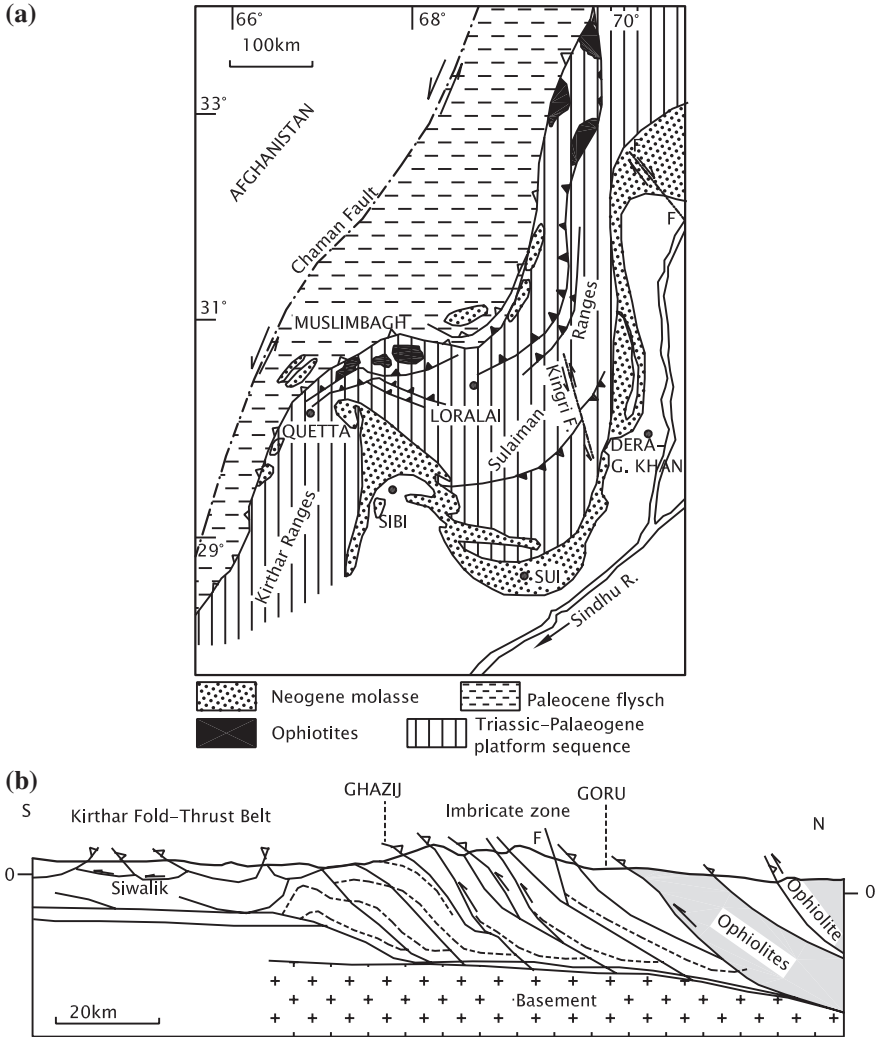 (a)
66°
68°
70°
100km
33°
AFGHANISTAN
Chaman Fault
F
F
31°
MUSLIMBAGH
Ranges
QUETTA
LORALAI
Sulaiman
Kingri F.
DERA-
G. KHAN
SIBI
29°
Kirthar Ranges
SUI
Sindhu R.
Neogene molasse
Paleocene flysch
Ophiotites
Triassic-Palaeogene
platform sequence
(b)
S
GHAZIJ
GORU
Kirthar Fold-Thrust Belt
Imbricate zone
N
F
0
0
Siwalik
Ophiolite
Ophiolites
Basement
20km